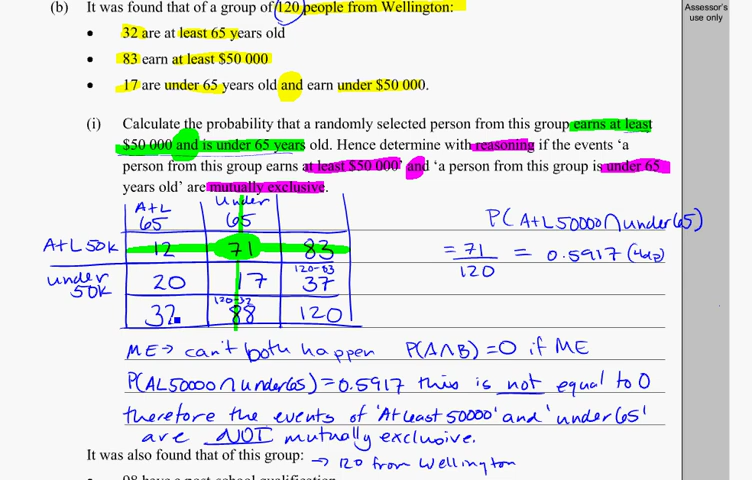 (b) It was found that of a group of 120 people from Wellington:
Assessor's
use only
• 32 are at least 65 years old
• 83 earn at least $50 000
• 17 are under 65 years old and earn under $50 000.
(i) Calculate the probability that a randomly selected person from this group earns at least
$50 000 and is under 65 years old. Hence determine with reasoning if the events ‘a
person from this group earns at least $50 000’ and ‘a person from this group is under 65
years old’ are mutually exclusive.
A+L 65 under 65
A+L 50k 12 71 83
under 50k 20 17 120-83 37
32 120-32 88 120
P(A+L 50000 ∩ under 65)
= 71/120 = 0.5917 (4dp)
ME → can't both happen P(A∩B) = 0 if ME
P(AL50000 ∩ under 65) = 0.5917 this is not equal to 0
therefore the events of 'At least 50000' and 'under 65'
are NOT mutually exclusive.
It was also found that of this group: → 120 from Wellington